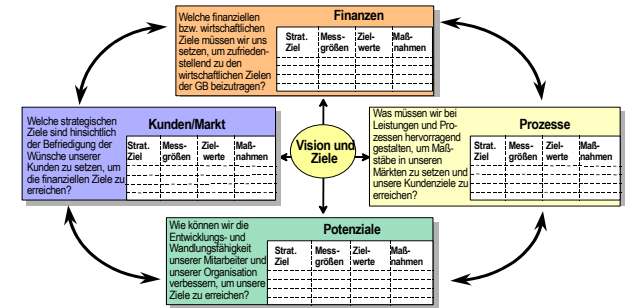 Welche finanziellen
bzw. wirtschaftlichen
Ziele müssen wir uns
setzen, um zufrieden-
stellend zu den
wirtschaftlichen Zielen
der GB beizutragen?
Finanzen
Strat. Mess- Ziel- Maß-
Ziel größen werte nahmen
Welche strategischen
Ziele sind hinsichtlich
der Befriedigung der
Wünsche unserer
Kunden zu setzen, um
die finanziellen Ziele zu
erreichen?
Kunden/Markt
Strat. Mess- Ziel- Maß-
Ziel größen werte nahmen
Vision und
Ziele
Was müssen wir bei
Leistungen und Pro-
zessen hervorragend
gestalten, um Maß-
stäbe in unseren
Märkten zu setzen und
unsere Kundenziele zu
erreichen?
Prozesse
Strat. Mess- Ziel- Maß-
Ziel größen werte nahmen
Wie können wir die
Entwicklungs- und
Wandlungsfähigkeit
unserer Mitarbeiter und
unserer Organisation
verbessern, um unsere
Ziele zu erreichen?
Potenziale
Strat. Mess- Ziel- Maß-
Ziel größen werte nahmen